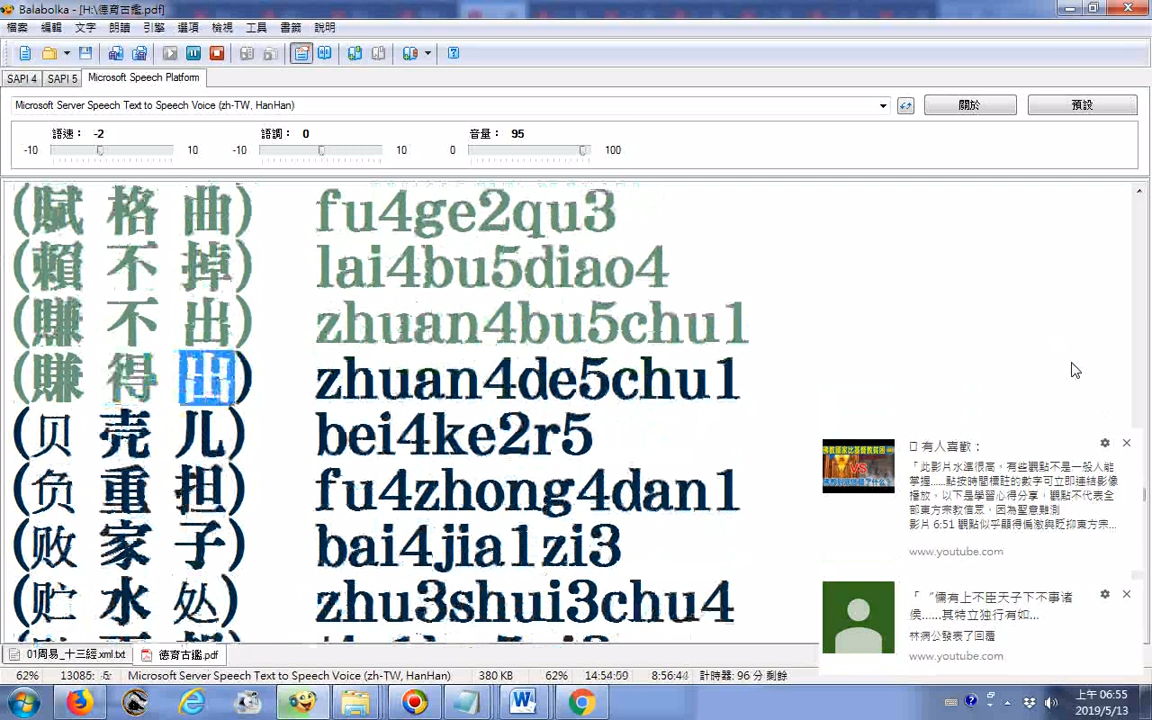 Balabolka - [H:\德育古鑑.pdf]
檔案 編輯 文字 朗讀 引擎 選項 檢視 工具 書籤 說明
SAPI 4 SAPI 5 Microsoft Speech Platform
Microsoft Server Speech Text to Speech Voice (zh-TW, HanHan) 關於 預設
語速： -2 語調： 0 音量： 95
-10 10 -10 10 0 100
(賦 格 曲) fu4ge2qu3
(賴 不 掉) lai4bu5diao4
(賺 不 出) zhuan4bu5chu1
(賺 得 出) zhuan4de5chu1
(贝 壳 儿) bei4ke2r5
(负 重 担) fu4zhong4dan1
(败 家 子) bai4jia1zi3
(贮 水 处) zhu3shui3chu4
有人喜歡：
「此影片水準很高，有些觀點不是一般人能
掌握……點按時間標註的數字可立即連結影像
播放，以下是學習心得分享，觀點不代表全
部東方宗教信眾，因為聖意難測
影片 6:51 觀點似乎顯得偏激與貶抑東方宗...
www.youtube.com
「“儒有上不臣天子下不事诸
侯……其特立独行有如...
林炳公發表了回覆
www.youtube.com
01周易_十三經.xml.txt 德育古鑑.pdf
62% Microsoft Server Speech Text to Speech Voice (zh-TW, HanHan) 380 KB 62% 14:54:59 8:56:44 計時器: 96 分 剩餘
上午 06:55
2019/5/13